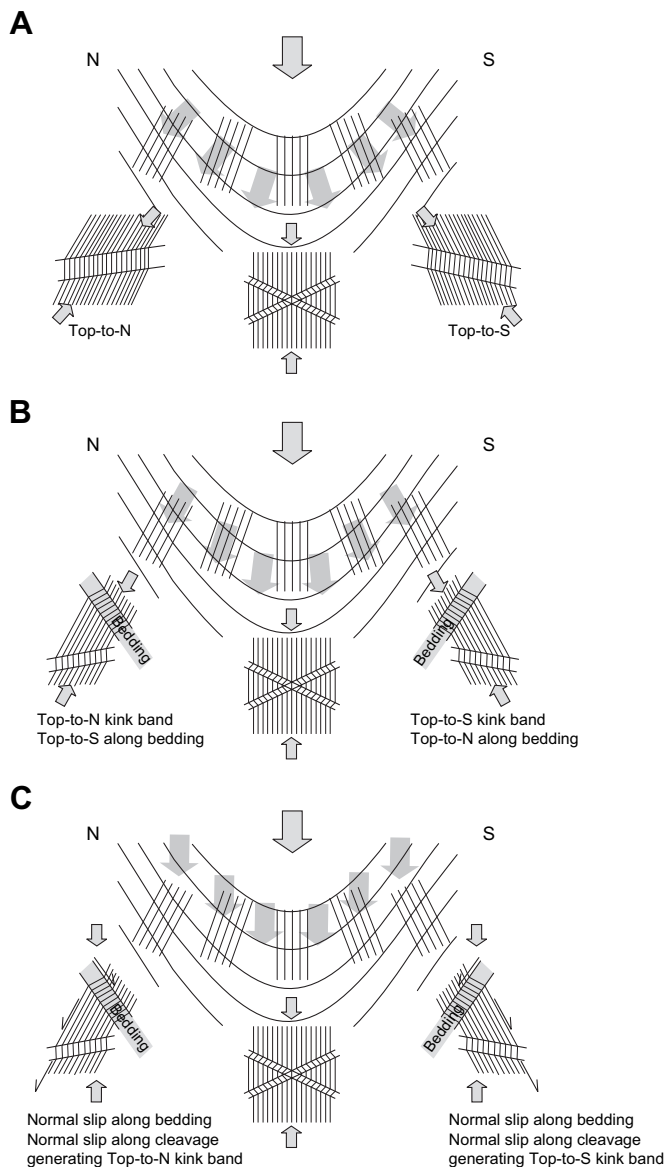 A
N
S
Top-to-N
Top-to-S
B
N
S
Bedding
Bedding
Top-to-N kink band
Top-to-S along bedding
Top-to-S kink band
Top-to-N along bedding
C
N
S
Bedding
Bedding
Normal slip along bedding
Normal slip along cleavage
generating Top-to-N kink band
Normal slip along bedding
Normal slip along cleavage
generating Top-to-S kink band